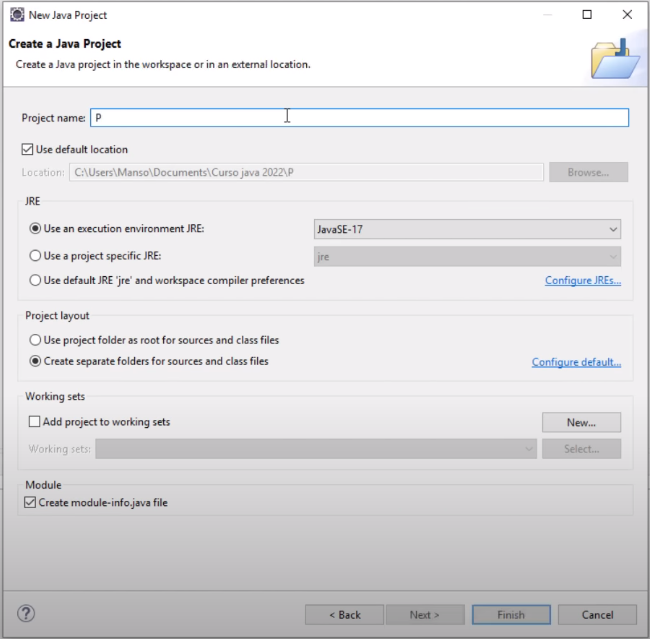 New Java Project
Create a Java Project
Create a Java project in the workspace or in an external location.
Project name: P
Use default location
Location: C:\Users\Manso\Documents\Curso java 2022\P Browse...
JRE
Use an execution environment JRE: JavaSE-17
Use a project specific JRE: jre
Use default JRE 'jre' and workspace compiler preferences Configure JREs...
Project layout
Use project folder as root for sources and class files
Create separate folders for sources and class files Configure default...
Working sets
Add project to working sets New...
Working sets: Select...
Module
Create module-info.java file
? < Back Next > Finish Cancel